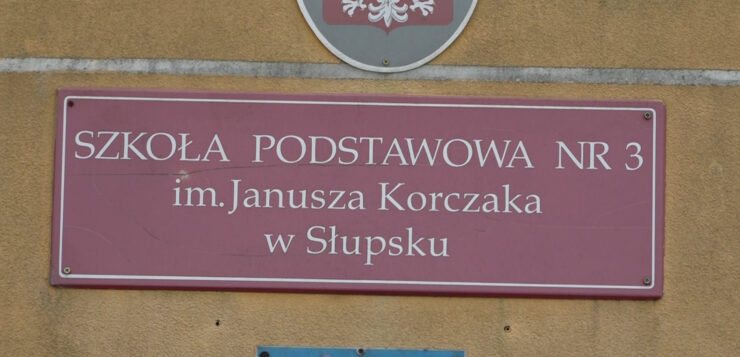 SZKOŁA PODSTAWOWA NR 3
im. Janusza Korczaka
w Słupsku